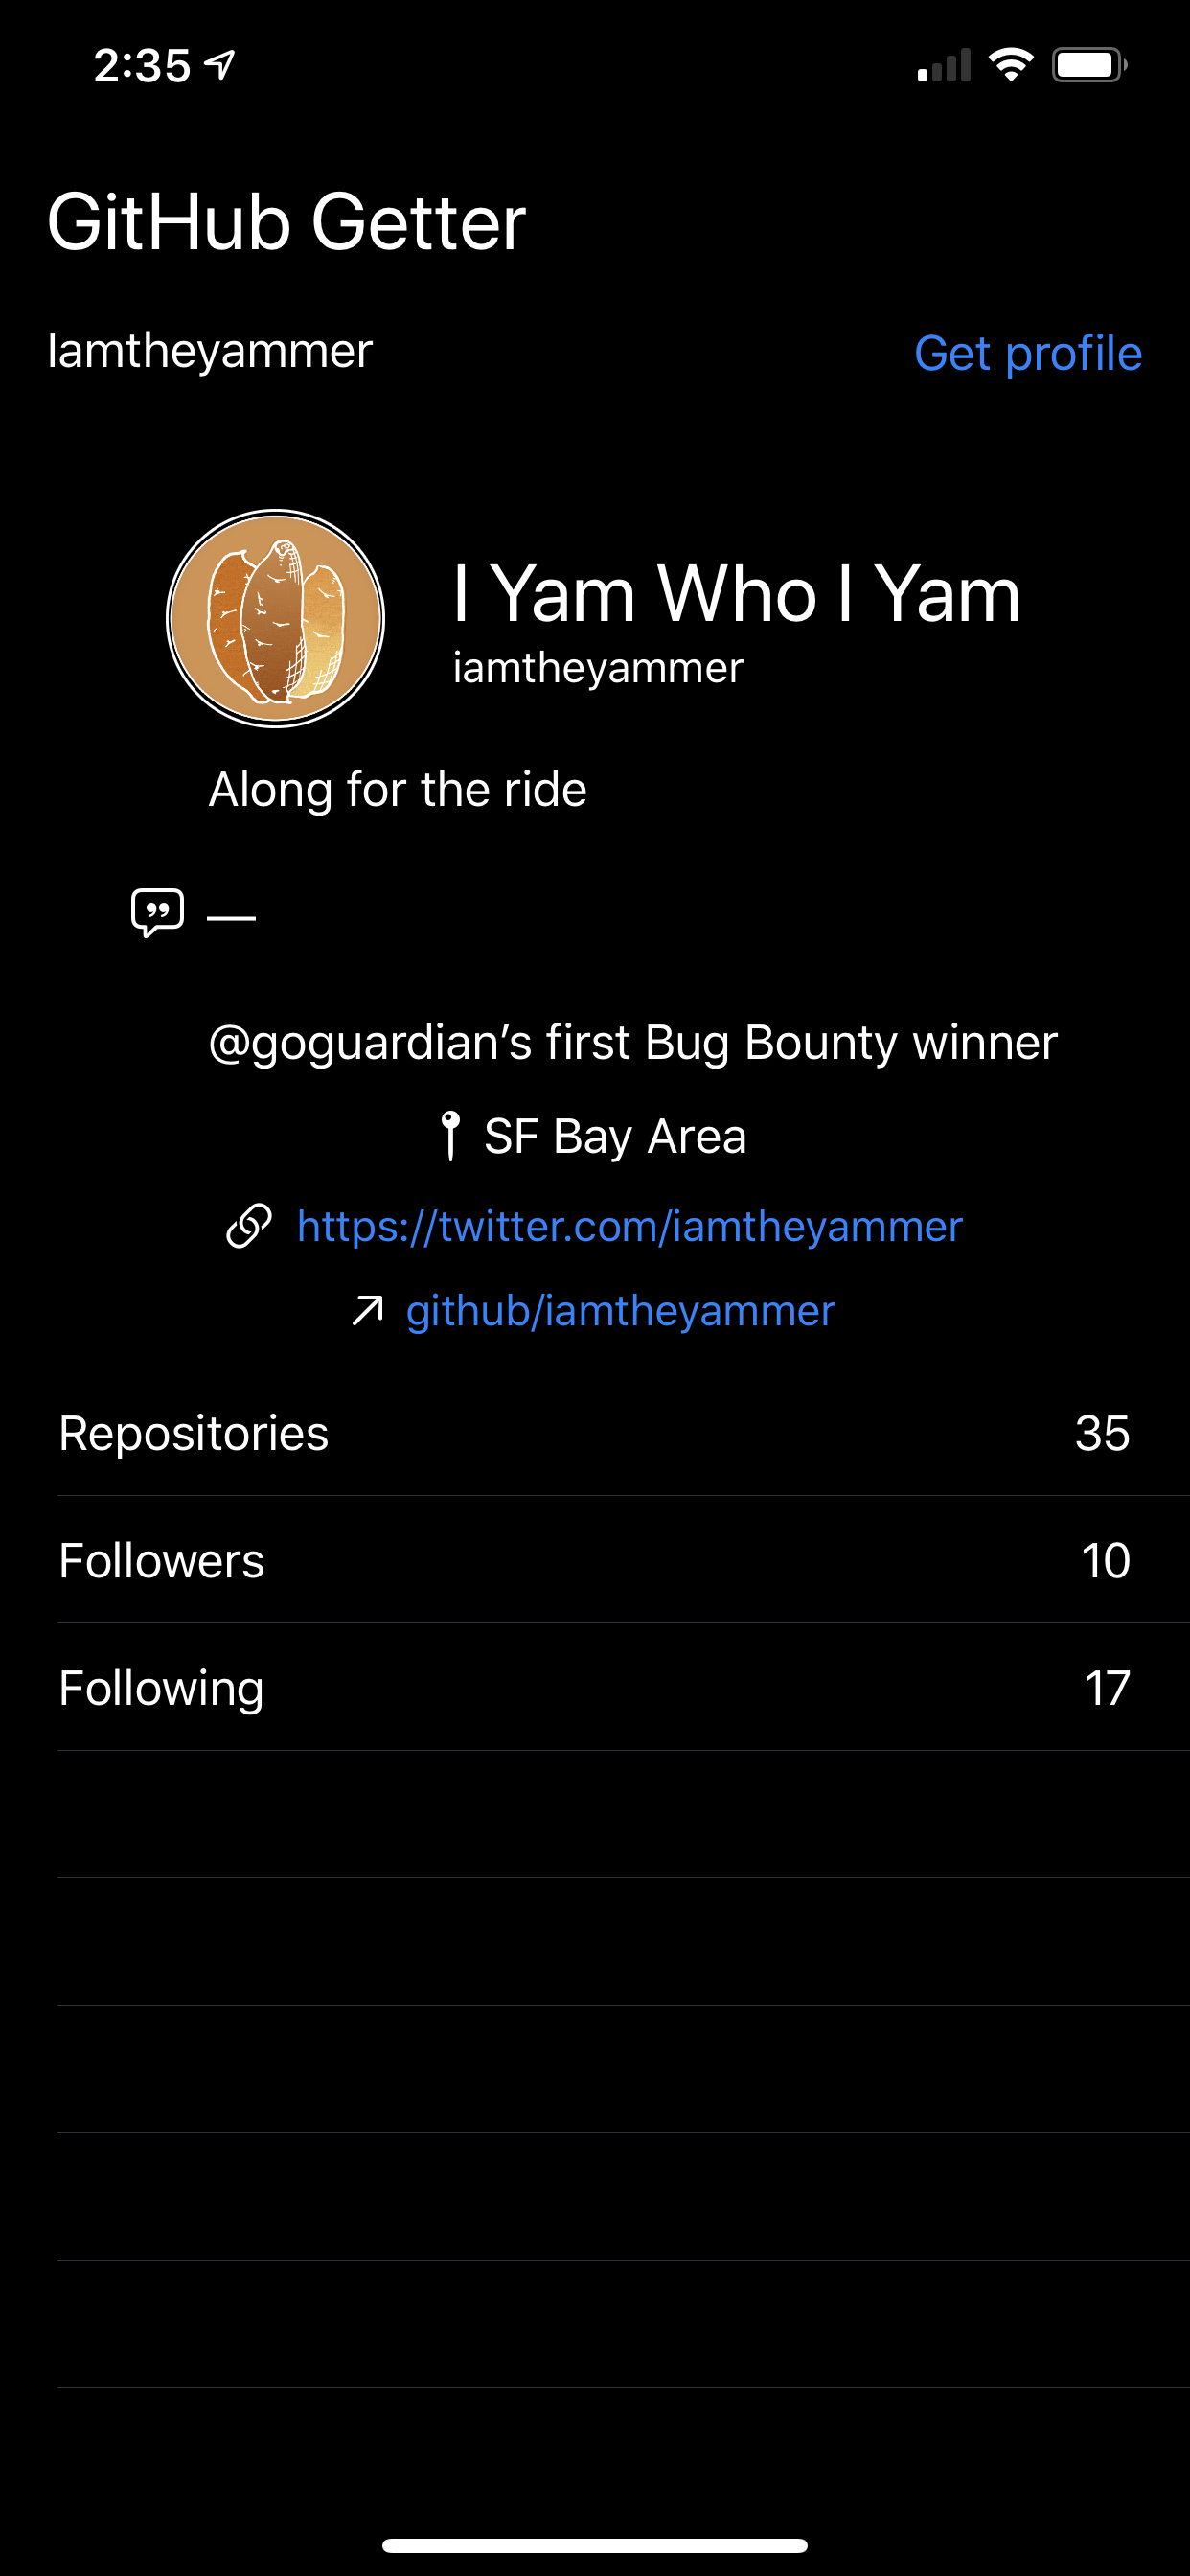 2:35
GitHub Getter
Iamtheyammer
Get profile
I Yam Who I Yam
iamtheyammer
Along for the ride
—
@goguardian’s first Bug Bounty winner
SF Bay Area
https://twitter.com/iamtheyammer
github/iamtheyammer
Repositories 35
Followers 10
Following 17